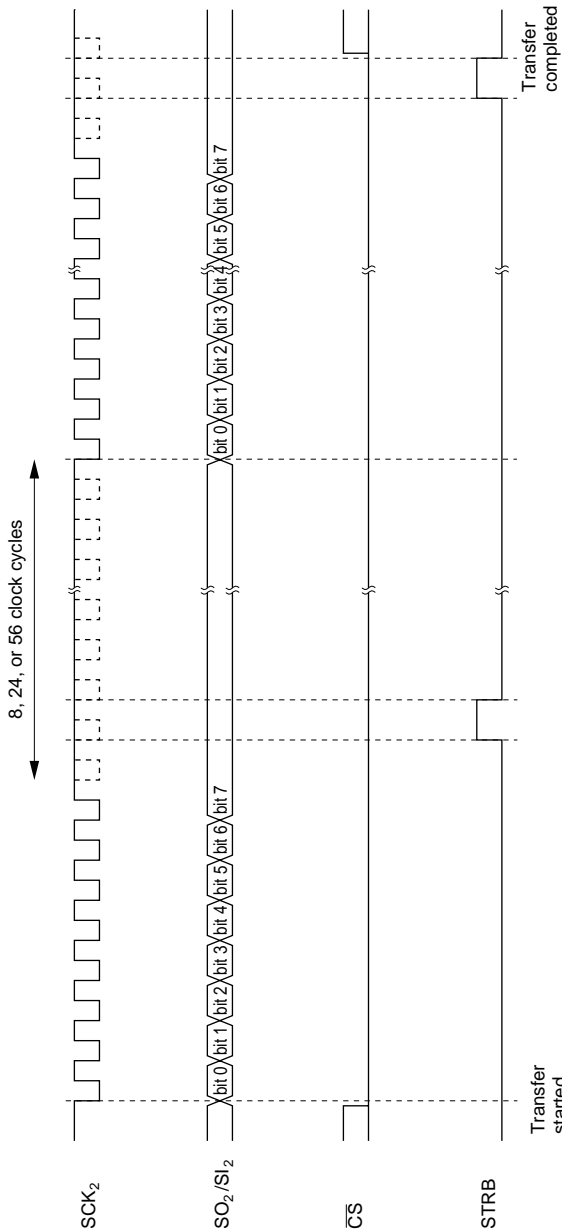 8, 24, or 56 clock cycles
SCK2
SO2/SI2
bit 0 bit 1 bit 2 bit 3 bit 4 bit 5 bit 6 bit 7
bit 0 bit 1 bit 2 bit 3 bit 4 bit 5 bit 6 bit 7
CS
STRB
Transfer
started
Transfer
completed